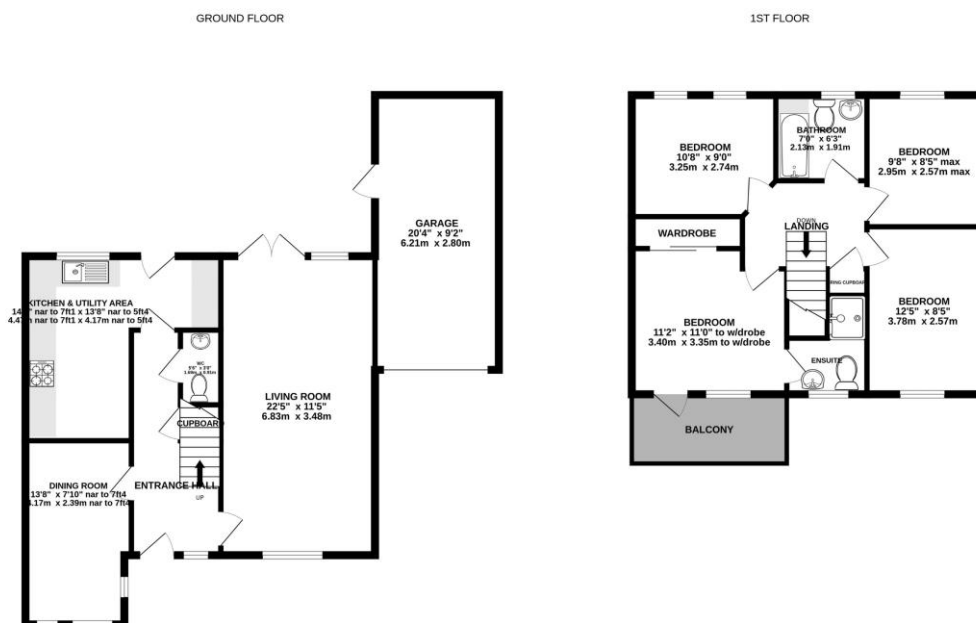 GROUND FLOOR
1ST FLOOR
GARAGE
20'4" x 9'2"
6.21m x 2.80m
KITCHEN & UTILITY AREA
nar to 7ft1 x 13'8" nar to 5ft4
nar to 7ft1 x 4.17m nar to 5ft4
WC
LIVING ROOM
22'5" x 11'5"
6.83m x 3.48m
CUPBOARD
DINING ROOM
13'8" x 7'10" nar to 7ft4
4.17m x 2.39m nar to 7ft4
ENTRANCE HALL
UP
BEDROOM
10'8" x 9'0"
3.25m x 2.74m
BATHROOM
7'0" x 6'3"
2.13m x 1.91m
BEDROOM
9'8" x 8'5" max
2.95m x 2.57m max
WARDROBE
DOWN
LANDING
BEDROOM
11'2" x 11'0" to w/drobe
3.40m x 3.35m to w/drobe
CUPBOARD
BEDROOM
12'5" x 8'5"
3.78m x 2.57m
ENSUITE
BALCONY